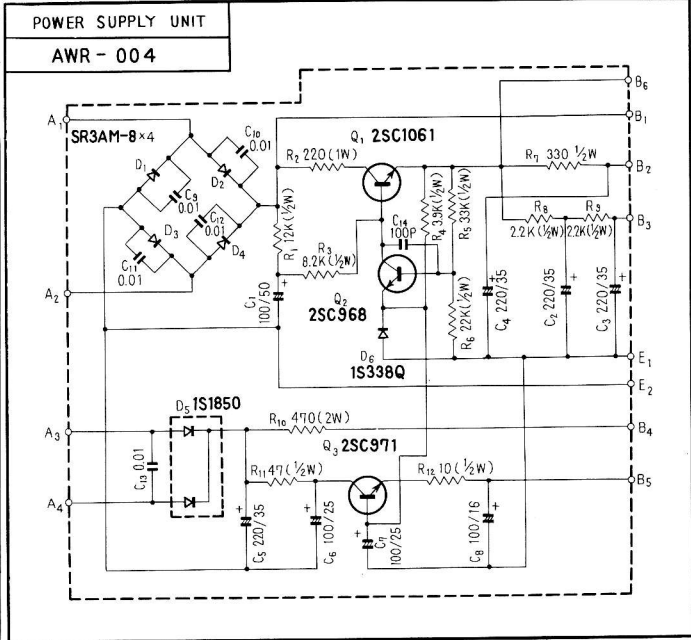 POWER SUPPLY UNIT
AWR-004
B6
A1
B1
SR3AM-8×4
C10
0.01
Q1 2SC1061
R2 220(1W)
R7 330 ½W
B2
D1
D2
C9
0.01
C12
0.01
D3
D4
C11
0.01
R1 12K(½W)
R3
8.2K(½W)
C14
100P
R4 3.9K(½W)
R5 33K(½W)
R8
2.2K(½W)
R9
2.2K(½W)
B3
A2
C1
100/50
Q2
2SC968
R6 22K(½W)
C4 220/35
C2 220/35
C3 220/35
D6
1S338Q
E1
E2
D5 1S1850
A3
R10 470(2W)
B4
Q3 2SC971
C13 0.01
R11 47(½W)
R12 10(½W)
B5
A4
C5 220/35
C6 100/25
C7
100/25
C8 100/16